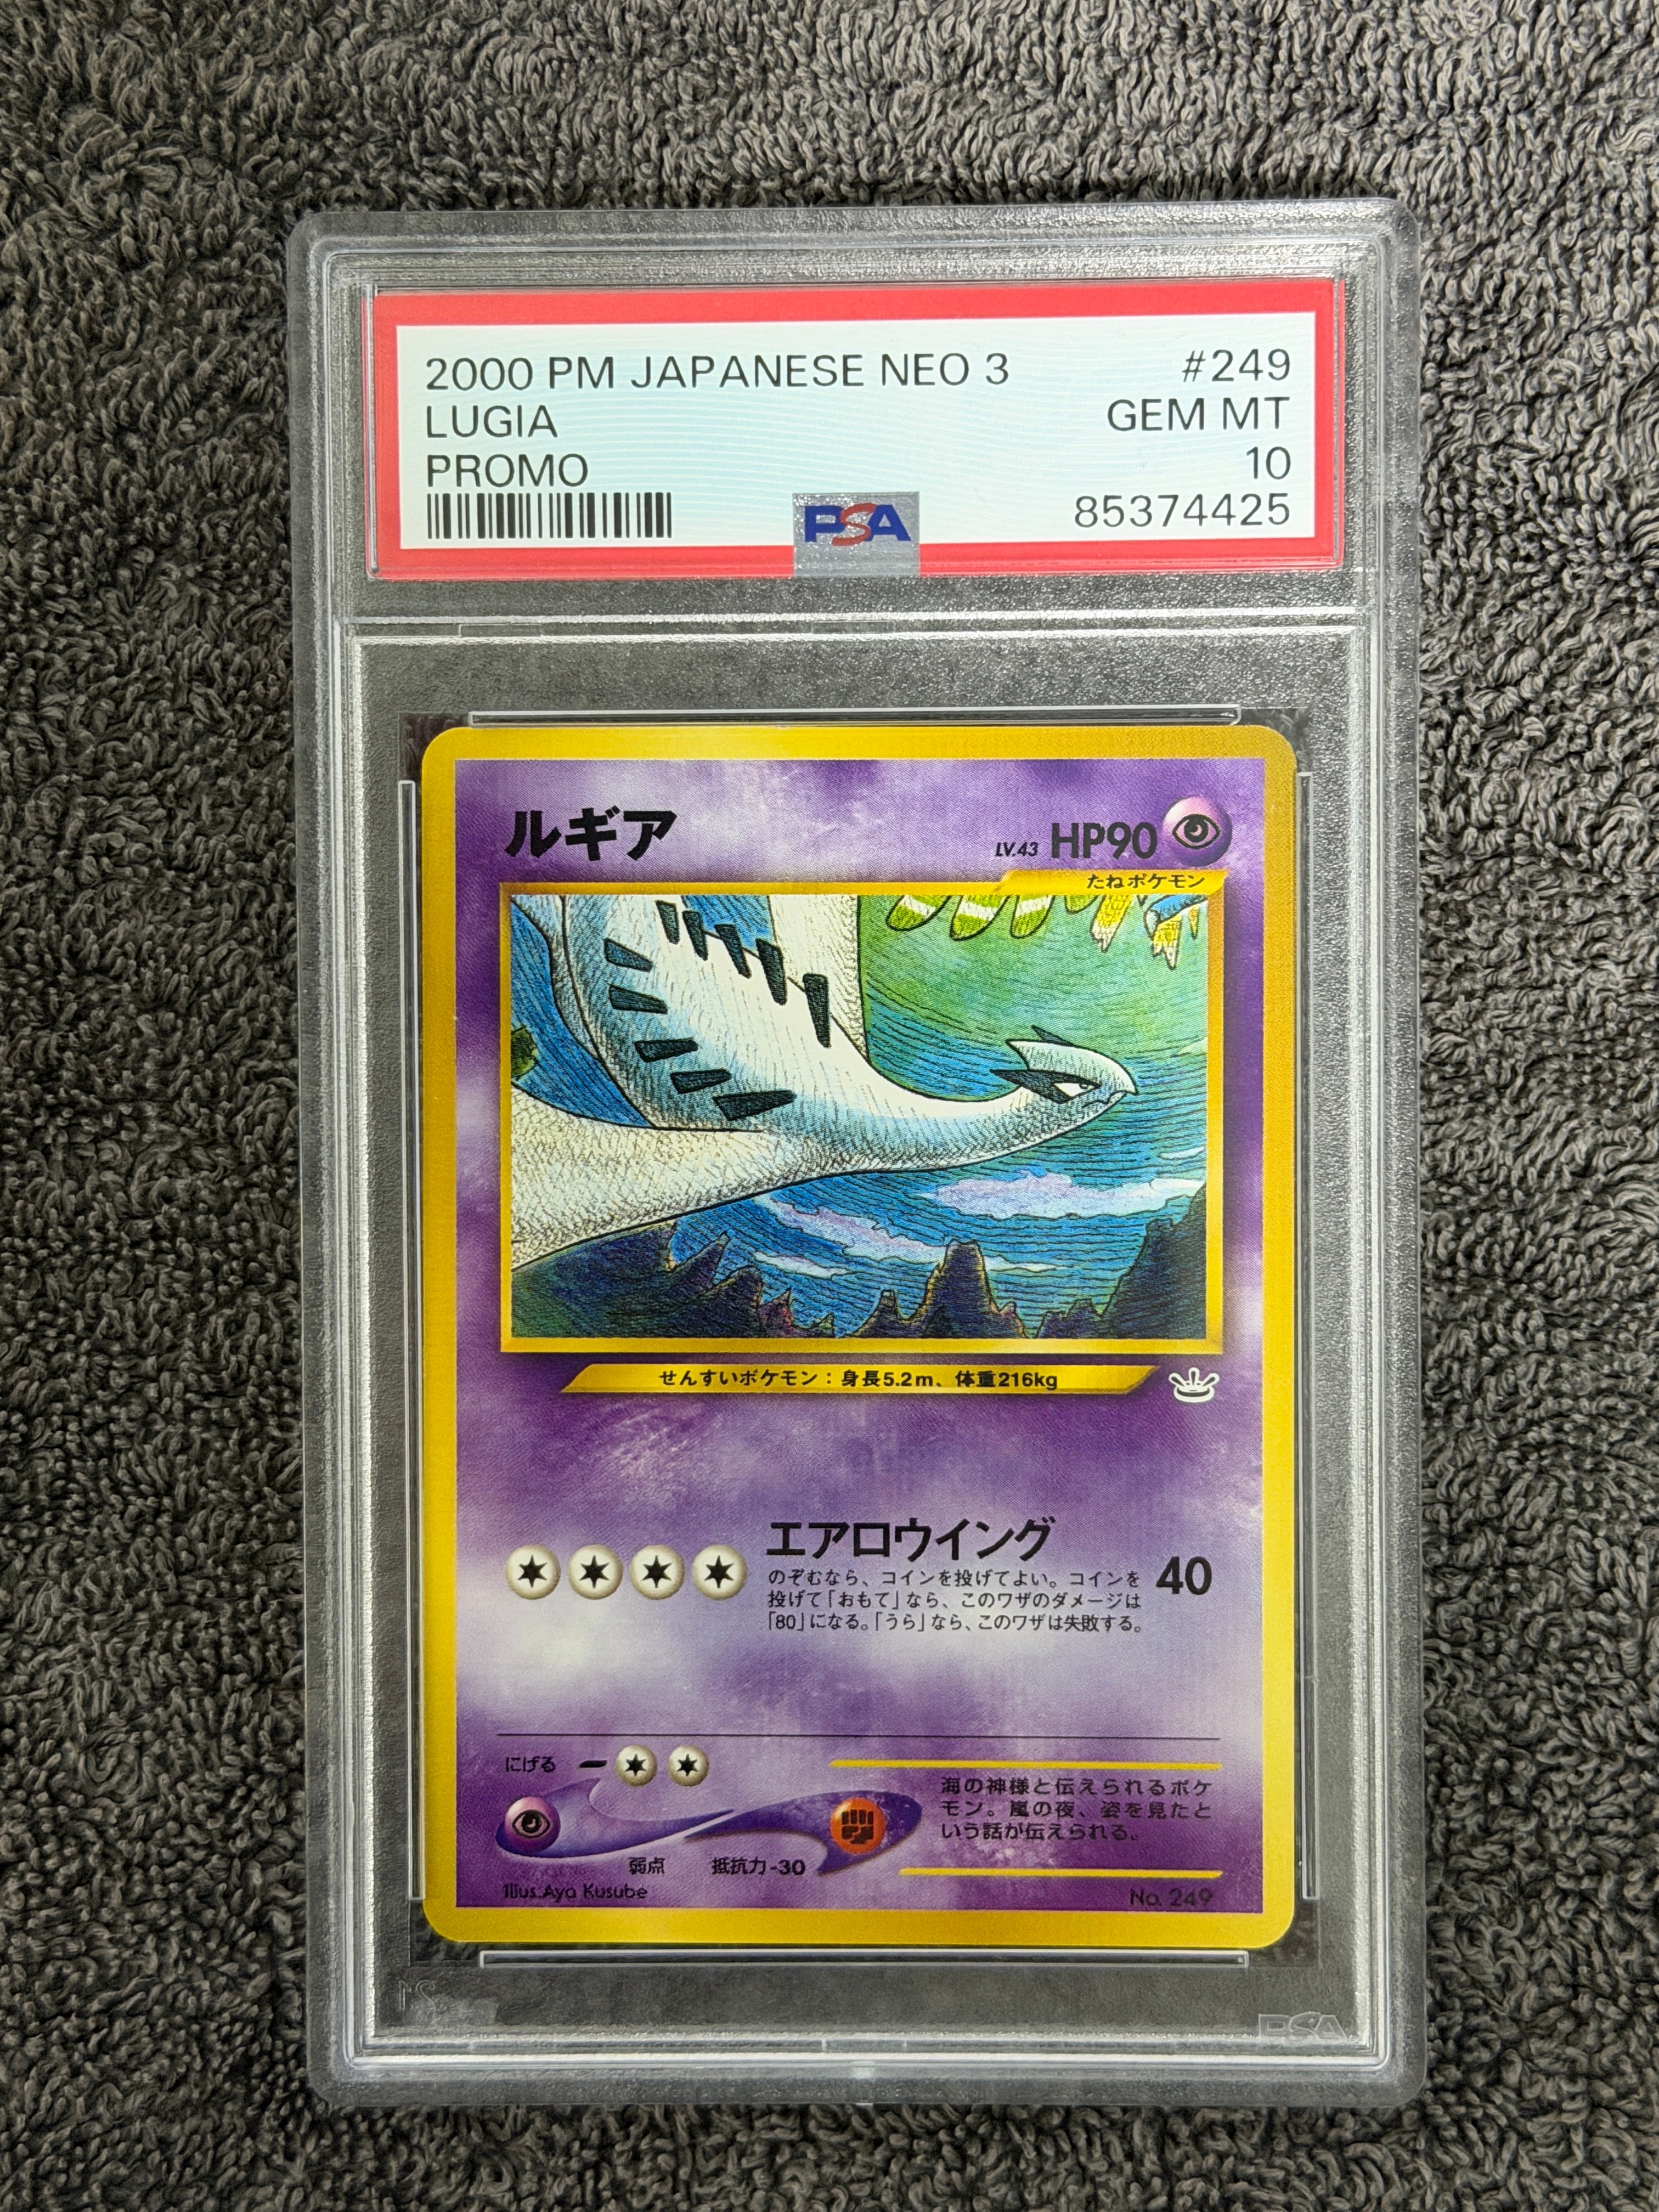 2000 PM JAPANESE NEO 3 #249
LUGIA GEM MT
PROMO 10
PSA 85374425
ルギア LV.43 HP90
たねポケモン
せんすいポケモン：身長5.2m、体重216kg
エアロウイング 40
のぞむなら、コインを投げてよい。コインを
投げて「おもて」なら、このワザのダメージは
「80」になる。「うら」なら、このワザは失敗する。
にげる
海の神様と伝えられるポケ
モン。嵐の夜、姿を見たと
いう話が伝えられる。
弱点 抵抗力-30
Illus.Aya Kusube No. 249
PSA